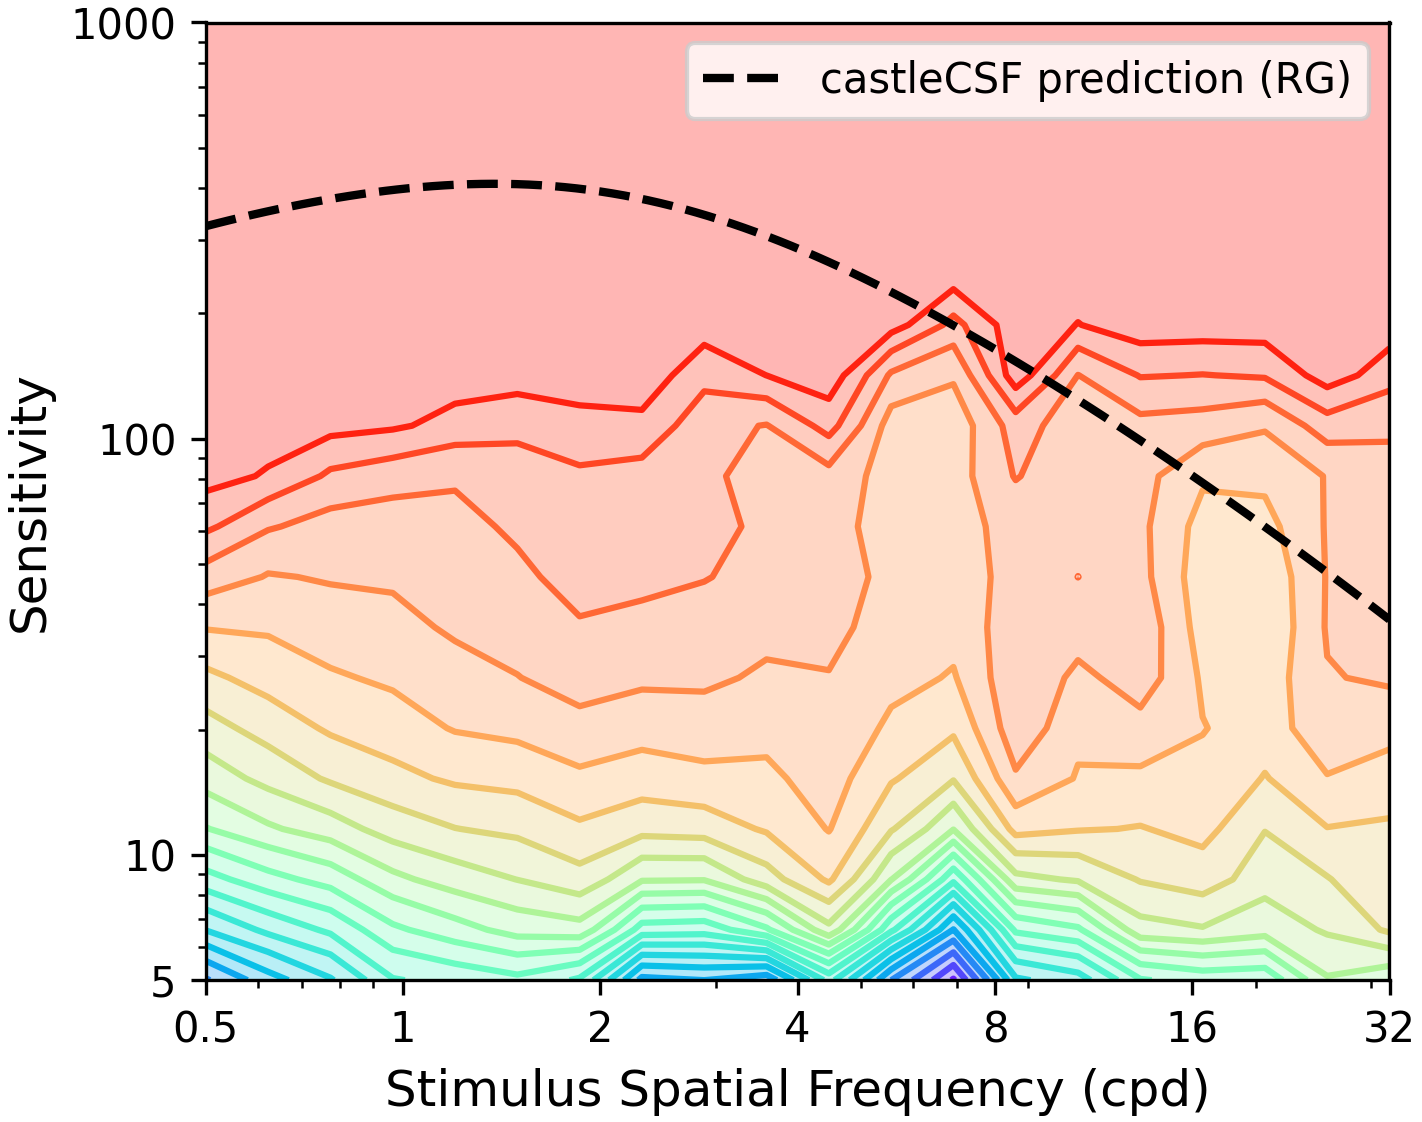 1000
castleCSF prediction (RG)
Sensitivity
100
10
5
0.5 1 2 4 8 16 32
Stimulus Spatial Frequency (cpd)